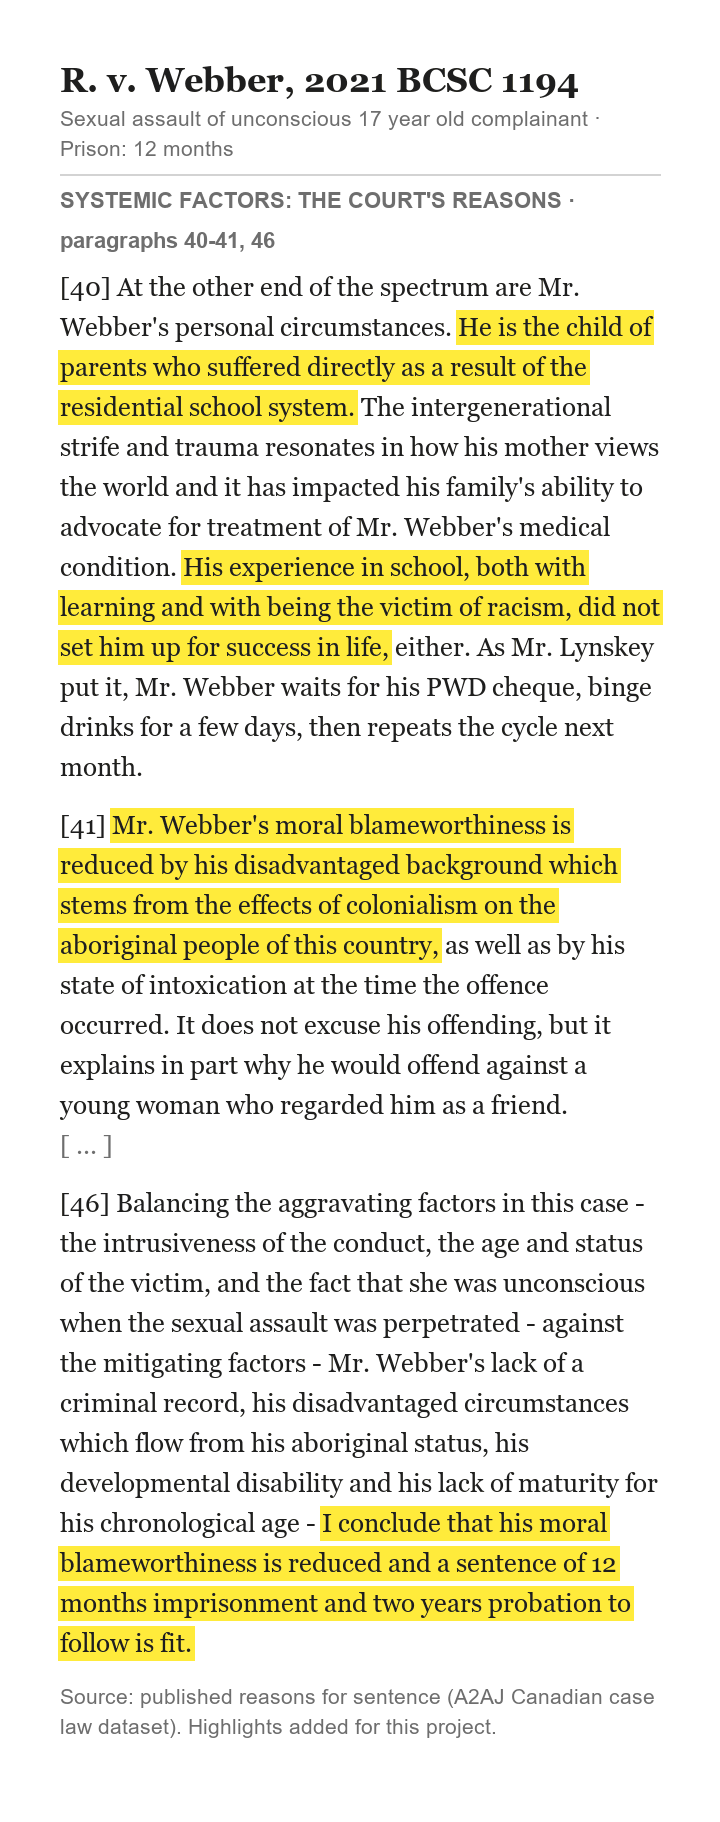 R. v. Webber, 2021 BCSC 1194
Sexual assault of unconscious 17 year old complainant ·
Prison: 12 months
SYSTEMIC FACTORS: THE COURT'S REASONS ·
paragraphs 40-41, 46
[40] At the other end of the spectrum are Mr.
Webber's personal circumstances. He is the child of
parents who suffered directly as a result of the
residential school system. The intergenerational
strife and trauma resonates in how his mother views
the world and it has impacted his family's ability to
advocate for treatment of Mr. Webber's medical
condition. His experience in school, both with
learning and with being the victim of racism, did not
set him up for success in life, either. As Mr. Lynskey
put it, Mr. Webber waits for his PWD cheque, binge
drinks for a few days, then repeats the cycle next
month.
[41] Mr. Webber's moral blameworthiness is
reduced by his disadvantaged background which
stems from the effects of colonialism on the
aboriginal people of this country, as well as by his
state of intoxication at the time the offence
occurred. It does not excuse his offending, but it
explains in part why he would offend against a
young woman who regarded him as a friend.
[ ... ]
[46] Balancing the aggravating factors in this case -
the intrusiveness of the conduct, the age and status
of the victim, and the fact that she was unconscious
when the sexual assault was perpetrated - against
the mitigating factors - Mr. Webber's lack of a
criminal record, his disadvantaged circumstances
which flow from his aboriginal status, his
developmental disability and his lack of maturity for
his chronological age - I conclude that his moral
blameworthiness is reduced and a sentence of 12
months imprisonment and two years probation to
follow is fit.
Source: published reasons for sentence (A2AJ Canadian case
law dataset). Highlights added for this project.